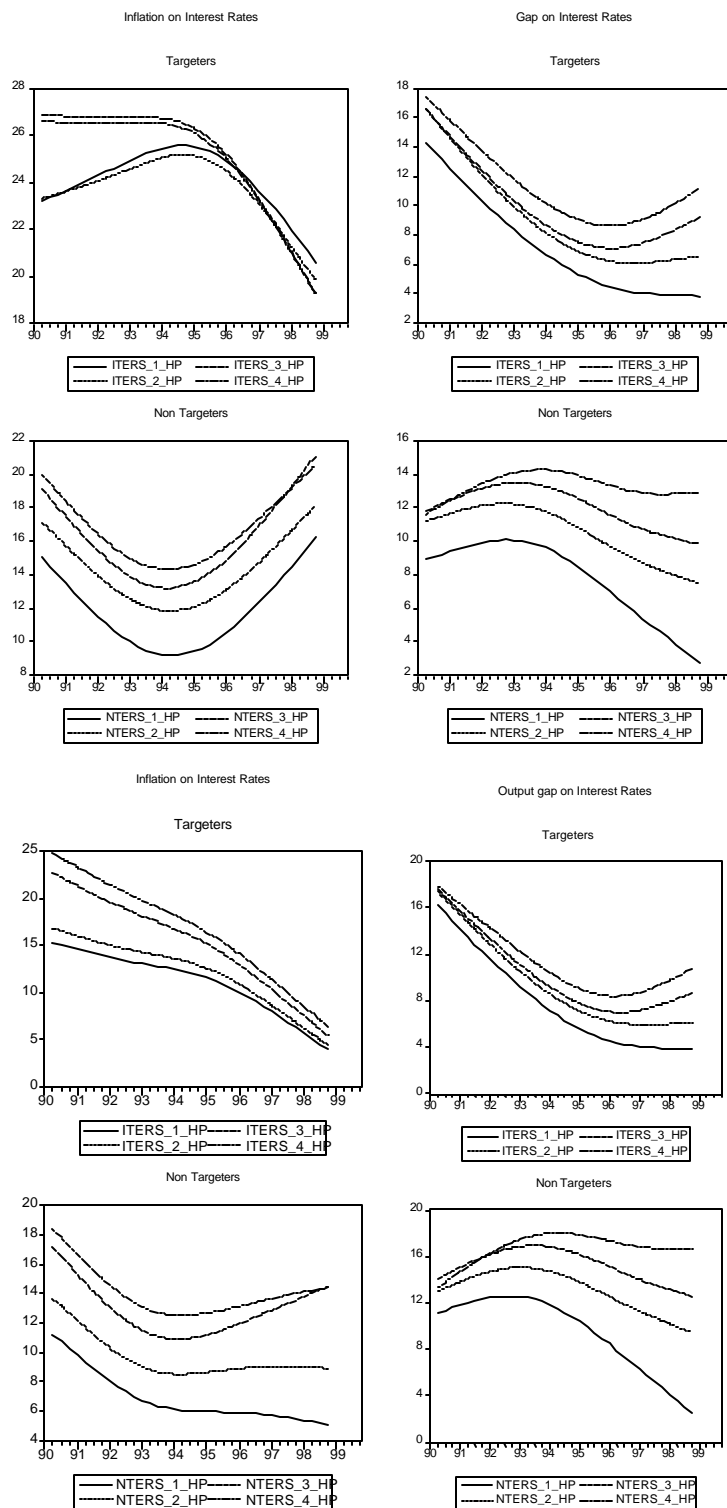 Inflation on Interest Rates
Targeters
28
26
24
22
20
18
90 91 92 93 94 95 96 97 98 99
ITERS_1_HP ITERS_3_HP
ITERS_2_HP ITERS_4_HP
Gap on Interest Rates
Targeters
18
16
14
12
10
8
6
4
2
90 91 92 93 94 95 96 97 98 99
ITERS_1_HP ITERS_3_HP
ITERS_2_HP ITERS_4_HP
Non Targeters
22
20
18
16
14
12
10
8
90 91 92 93 94 95 96 97 98 99
NTERS_1_HP NTERS_3_HP
NTERS_2_HP NTERS_4_HP
Non Targeters
16
14
12
10
8
6
4
2
90 91 92 93 94 95 96 97 98 99
NTERS_1_HP NTERS_3_HP
NTERS_2_HP NTERS_4_HP
Inflation on Interest Rates
Targeters
25
20
15
10
5
0
90 91 92 93 94 95 96 97 98 99
ITERS_1_HP ITERS_3_HP
ITERS_2_HP ITERS_4_HP
Output gap on Interest Rates
Targeters
20
16
12
8
4
0
90 91 92 93 94 95 96 97 98 99
ITERS_1_HP ITERS_3_HP
ITERS_2_HP ITERS_4_HP
Non Targeters
20
18
16
14
12
10
8
6
4
90 91 92 93 94 95 96 97 98 99
NTERS_1_HP NTERS_3_HP
NTERS_2_HP NTERS_4_HP
Non Targeters
20
16
12
8
4
0
90 91 92 93 94 95 96 97 98 99
NTERS_1_HP NTERS_3_HP
NTERS_2_HP NTERS_4_HP